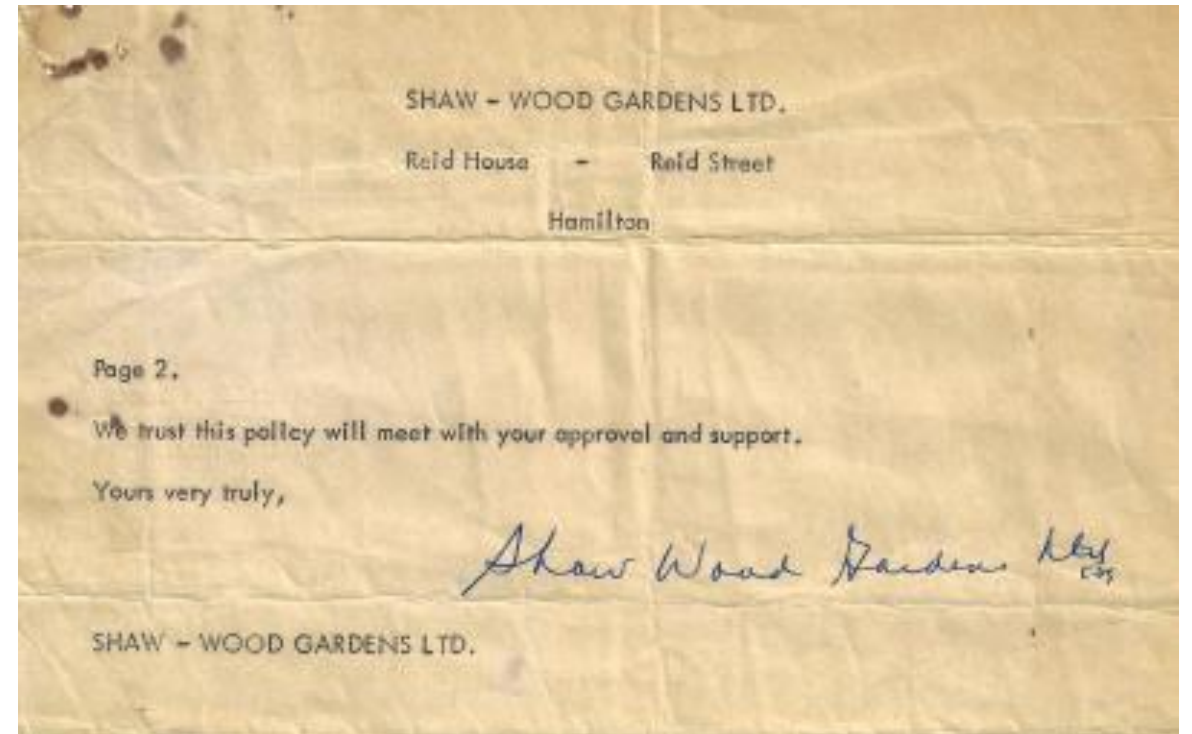 SHAW - WOOD GARDENS LTD.
Reid House - Reid Street
Hamilton
Page 2.
We trust this policy will meet with your approval and support.
Yours very truly,
Shaw Wood Gardens Ltd
SHAW - WOOD GARDENS LTD.